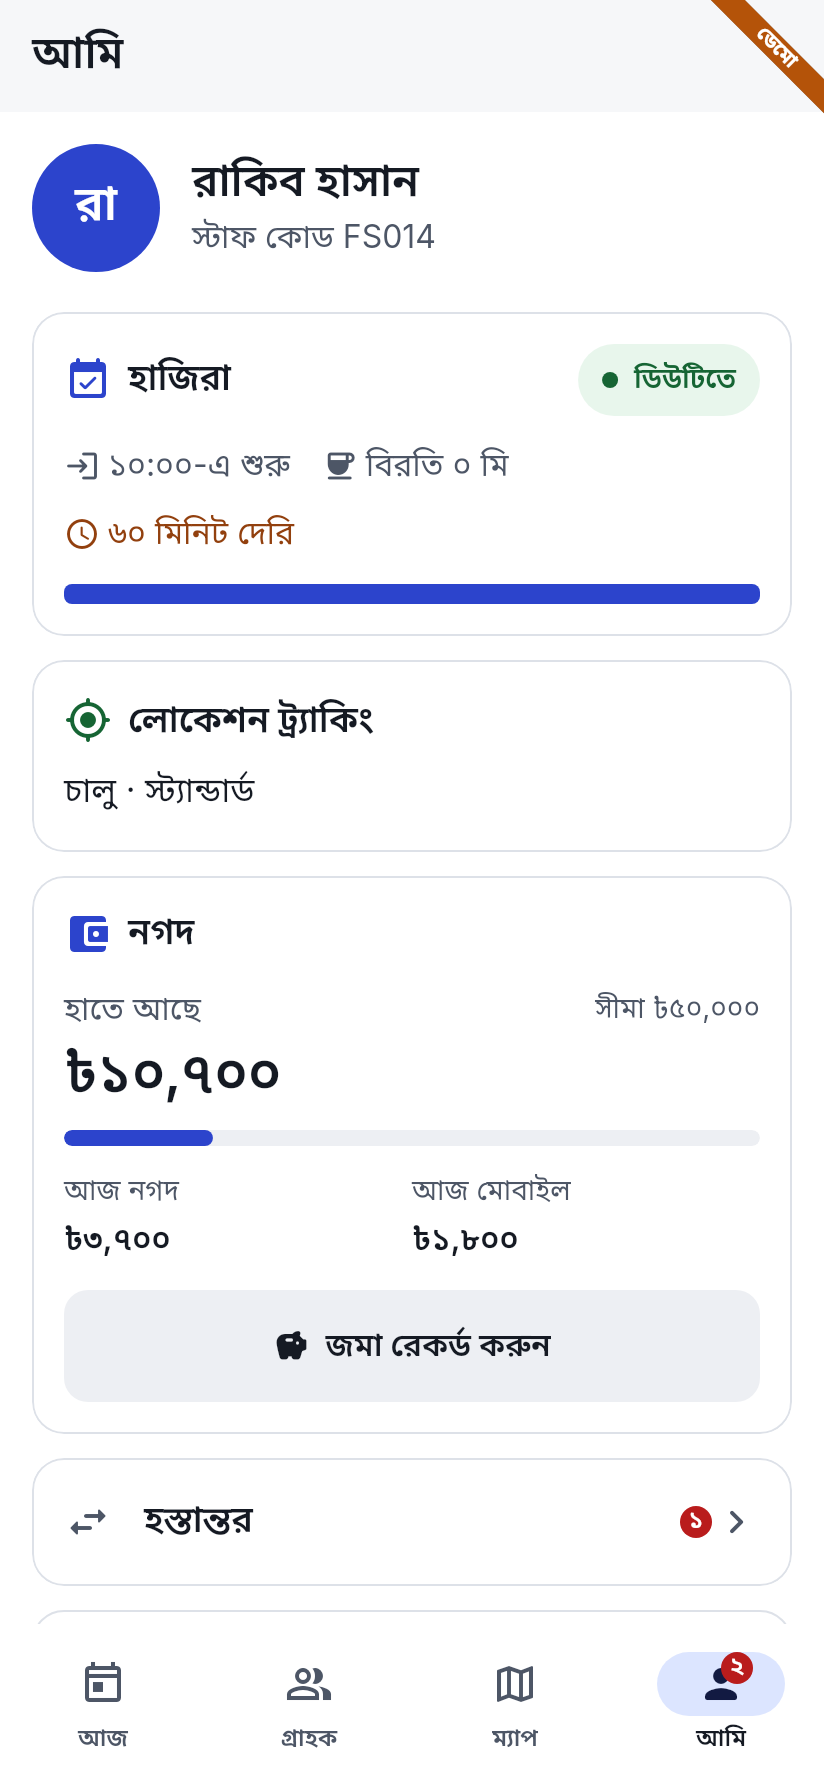 আমি
ডেমো
রা
রাকিব হাসান
স্টাফ কোড FS014
হাজিরা
ডিউটিতে
১০:০০-এ শুরু
বিরতি ০ মি
৬০ মিনিট দেরি
লোকেশন ট্র্যাকিং
চালু · স্ট্যান্ডার্ড
নগদ
হাতে আছে
সীমা ৳৫০,০০০
৳১০,৭০০
আজ নগদ
আজ মোবাইল
৳৩,৭০০
৳১,৮০০
জমা রেকর্ড করুন
হস্তান্তর
১
২
আজ
গ্রাহক
ম্যাপ
আমি